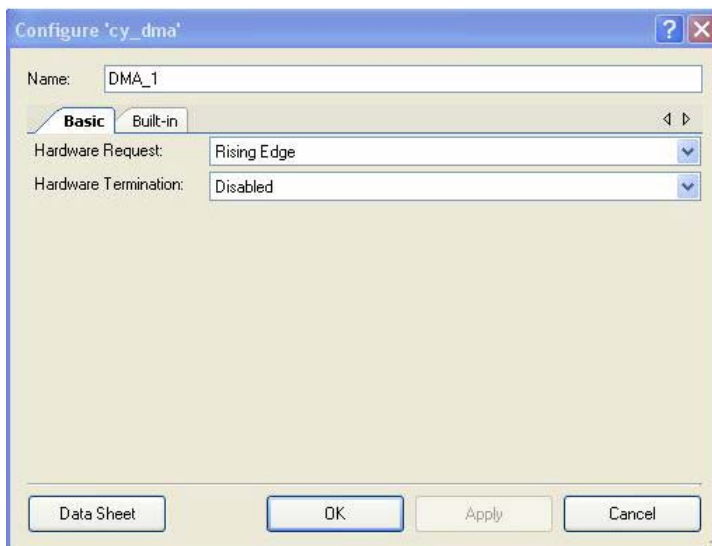 Configure 'cy_dma'
Name: DMA_1
Basic Built-in
Hardware Request: Rising Edge
Hardware Termination: Disabled
Data Sheet OK Apply Cancel